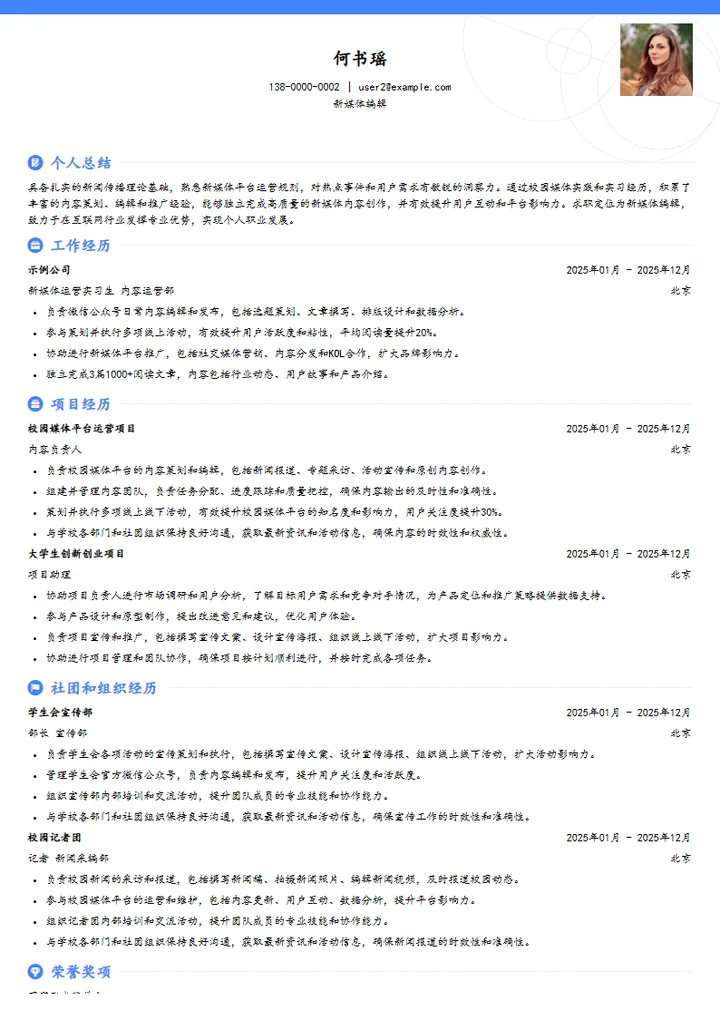 何书瑶
138-0000-0002 | user2@example.com
新媒体编辑
个人总结
具备扎实的新闻传播理论基础，熟悉新媒体平台运营规则，对热点事件和用户需求有敏锐的洞察力。通过校园媒体实践和实习经历，积累了
丰富的内容策划、编辑和推广经验，能够独立完成高质量的新媒体内容创作，并有效提升用户互动和平台影响力。求职定位为新媒体编辑，
致力于在互联网行业发挥专业优势，实现个人职业发展。
工作经历
示例公司 2025年01月 - 2025年12月
新媒体运营实习生 内容运营部 北京
• 负责微信公众号日常内容编辑和发布，包括选题策划、文章撰写、排版设计和数据分析。
• 参与策划并执行多项线上活动，有效提升用户活跃度和粘性，平均阅读量提升20%。
• 协助进行新媒体平台推广，包括社交媒体营销、内容分发和KOL合作，扩大品牌影响力。
• 独立完成3篇1000+阅读文章，内容包括行业动态、用户故事和产品介绍。
项目经历
校园媒体平台运营项目 2025年01月 - 2025年12月
内容负责人 北京
• 负责校园媒体平台的内容策划和编辑，包括新闻报道、专题采访、活动宣传和原创内容创作。
• 组建并管理内容团队，负责任务分配、进度跟踪和质量把控，确保内容输出的及时性和准确性。
• 策划并执行多项线上线下活动，有效提升校园媒体平台的知名度和影响力，用户关注度提升30%。
• 与学校各部门和社团组织保持良好沟通，获取最新资讯和活动信息，确保内容的时效性和权威性。
大学生创新创业项目 2025年01月 - 2025年12月
项目助理 北京
• 协助项目负责人进行市场调研和用户分析，了解目标用户需求和竞争对手情况，为产品定位和推广策略提供数据支持。
• 参与产品设计和原型制作，提出改进意见和建议，优化用户体验。
• 负责项目宣传和推广，包括撰写宣传文案、设计宣传海报、组织线上线下活动，扩大项目影响力。
• 协助进行项目管理和团队协作，确保项目按计划顺利进行，并按时完成各项任务。
社团和组织经历
学生会宣传部 2025年01月 - 2025年12月
部长 宣传部 北京
• 负责学生会各项活动的宣传策划和执行，包括撰写宣传文案、设计宣传海报、组织线上线下活动，扩大活动影响力。
• 管理学生会官方微信公众号，负责内容编辑和发布，提升用户关注度和活跃度。
• 组织宣传部内部培训和交流活动，提升团队成员的专业技能和协作能力。
• 与学校各部门和社团组织保持良好沟通，获取最新资讯和活动信息，确保宣传工作的时效性和准确性。
校园记者团 2025年01月 - 2025年12月
记者 新闻采编部 北京
• 负责校园新闻的采访和报道，包括撰写新闻稿、拍摄新闻照片、编辑新闻视频，及时报道校园动态。
• 参与校园媒体平台的运营和维护，包括内容更新、用户互动、数据分析，提升平台影响力。
• 组织记者团内部培训和交流活动，提升团队成员的专业技能和协作能力。
• 与学校各部门和社团组织保持良好沟通，获取最新资讯和活动信息，确保新闻报道的时效性和准确性。
荣誉奖项